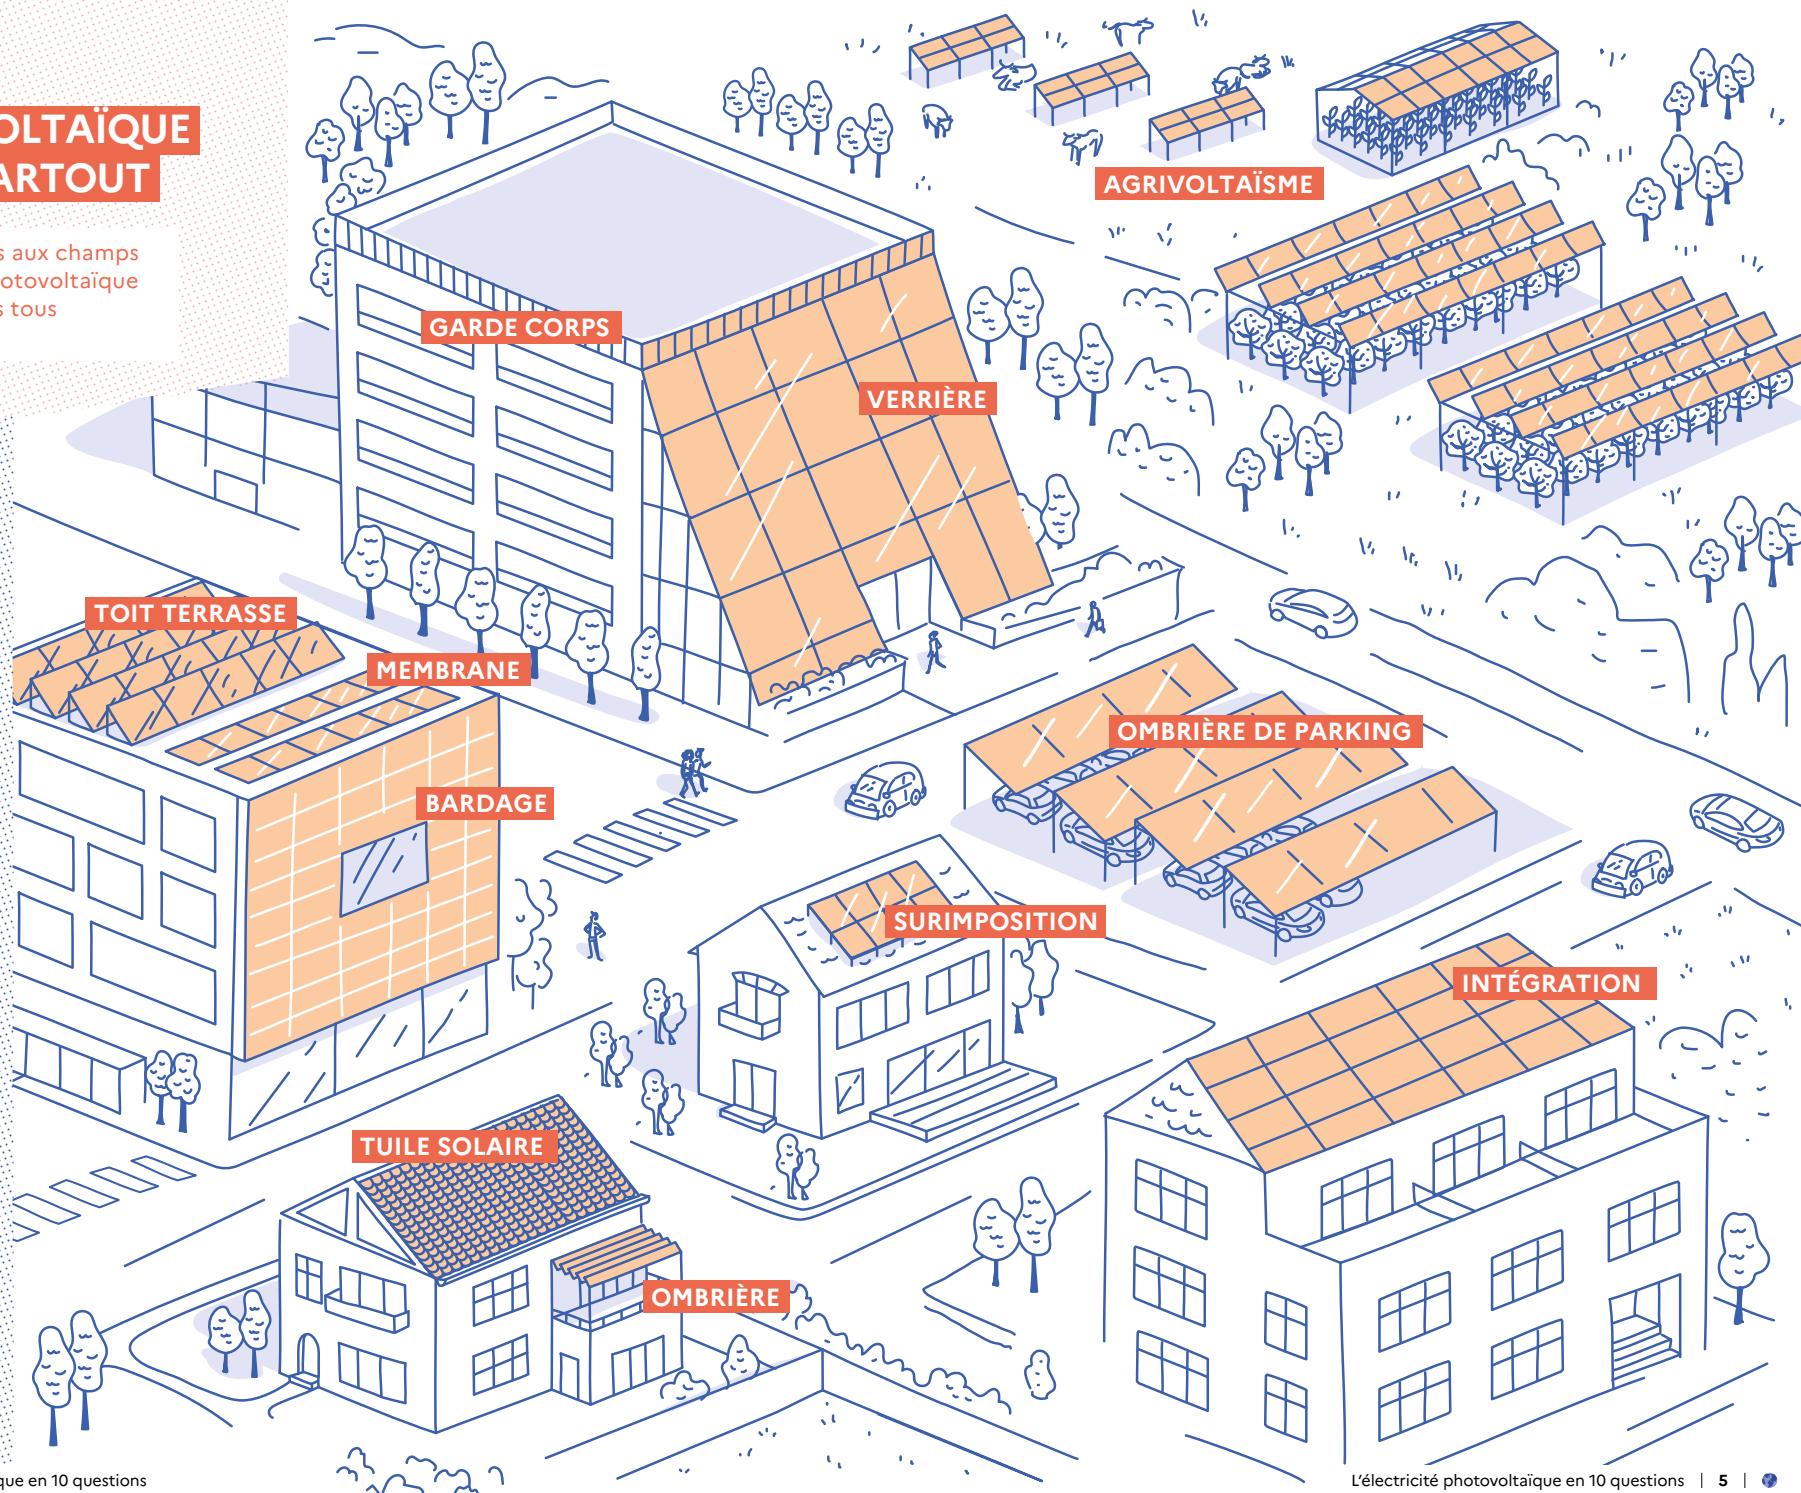 OLTAÏQUE
ARTOUT
s aux champs
otovoltaïque
s tous
AGRIVOLTAÏSME
GARDE CORPS
VERRIÈRE
TOIT TERRASSE
MEMBRANE
OMBRIÈRE DE PARKING
BARDAGE
SURIMPOSITION
INTÉGRATION
TUILE SOLAIRE
OMBRIÈRE
que en 10 questions
L'électricité photovoltaïque en 10 questions | 5 |